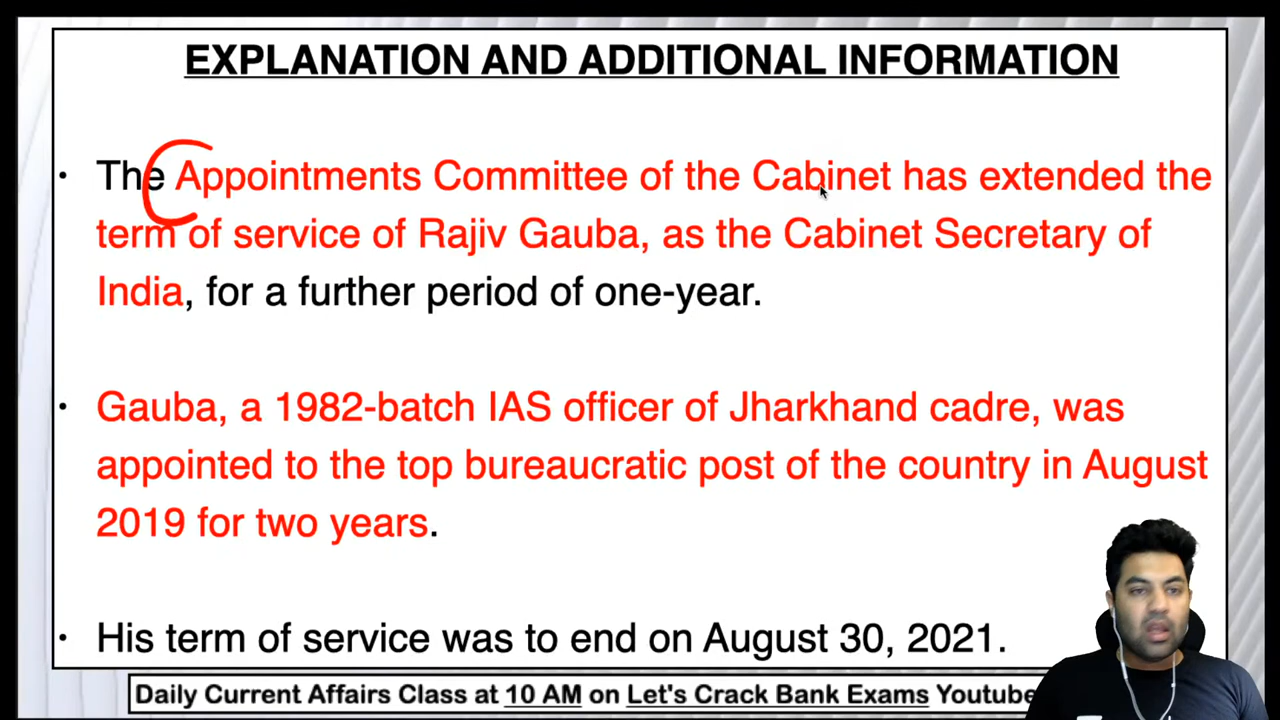 EXPLANATION AND ADDITIONAL INFORMATION
• The Appointments Committee of the Cabinet has extended the
term of service of Rajiv Gauba, as the Cabinet Secretary of
India, for a further period of one-year.
• Gauba, a 1982-batch IAS officer of Jharkhand cadre, was
appointed to the top bureaucratic post of the country in August
2019 for two years.
• His term of service was to end on August 30, 2021.
Daily Current Affairs Class at 10 AM on Let's Crack Bank Exams Youtube